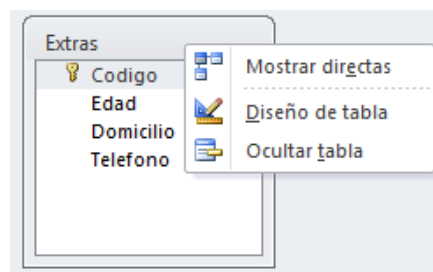 Extras
Codigo
Edad
Domicilio
Telefono
Mostrar directas
Diseño de tabla
Ocultar tabla